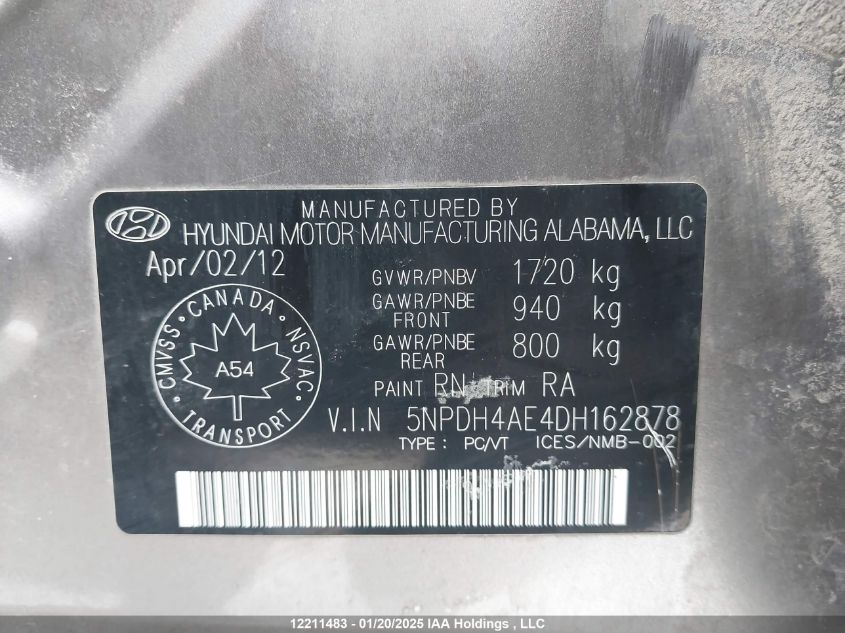 MANUFACTURED BY
HYUNDAI MOTOR MANUFACTURING ALABAMA, LLC
Apr/02/12
GVWR/PNBV 1720 kg
GAWR/PNBE FRONT 940 kg
GAWR/PNBE REAR 800 kg
PAINT TRIM RA
CANADA
CMVSS NSVAC
A54
TRANSPORT
V.I.N 5NPDH4AE4DH162878
TYPE : PC/VT ICES/NMB-002
12211483 - 01/20/2025 IAA Holdings , LLC